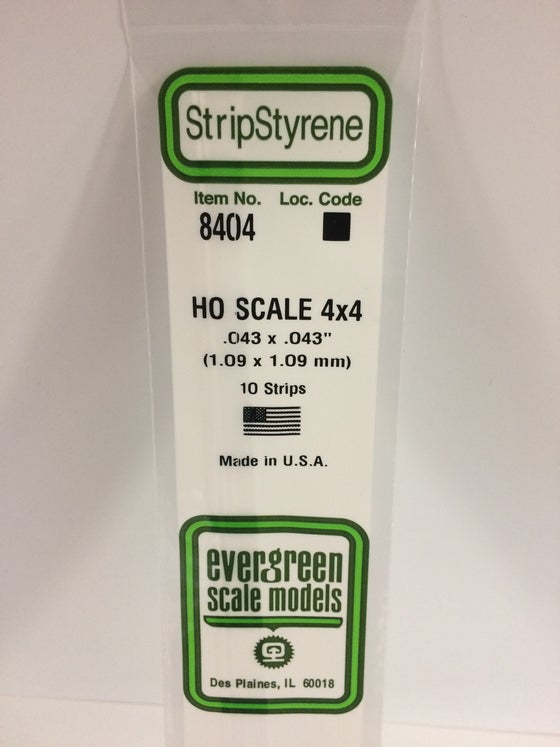 StripStyrene
Item No. Loc. Code
8404
HO SCALE 4x4
.043 x .043"
(1.09 x 1.09 mm)
10 Strips
Made in U.S.A.
evergreen
scale models
Des Plaines, IL 60018